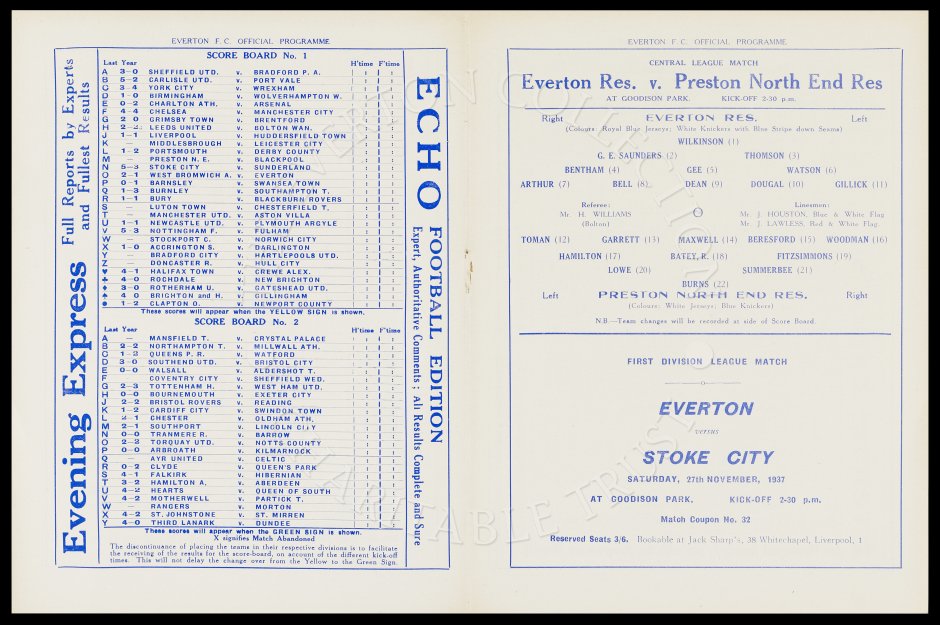 EVERTON F. C. OFFICIAL PROGRAMME
Full Reports by Experts
and Fullest Results
Evening Express
SCORE BOARD No. 1
Last Year H'time F'time
A 3–0 SHEFFIELD UTD. v. BRADFORD P. A. :
B 5–2 CARLISLE UTD. v. PORT VALE :
C 3–4 YORK CITY v. WREXHAM :
D 1–0 BIRMINGHAM v. WOLVERHAMPTON W. :
E 0–2 CHARLTON ATH. v. ARSENAL :
F 4–4 CHELSEA v. MANCHESTER CITY :
G 2–0 GRIMSBY TOWN v. BRENTFORD :
H 2–2 LEEDS UNITED v. BOLTON WAN. :
J 1–1 LIVERPOOL v. HUDDERSFIELD TOWN :
K — MIDDLESBROUGH v. LEICESTER CITY :
L 1–2 PORTSMOUTH v. DERBY COUNTY :
M — PRESTON N. E. v. BLACKPOOL :
N 5–3 STOKE CITY v. SUNDERLAND :
O 2–1 WEST BROMWICH A. v. EVERTON :
P 0–1 BARNSLEY v. SWANSEA TOWN :
Q 1–3 BURNLEY v. SOUTHAMPTON T. :
R 1–1 BURY v. BLACKBURN ROVERS :
S — LUTON TOWN v. CHESTERFIELD T. :
T — MANCHESTER UTD. v. ASTON VILLA :
U 1–1 NEWCASTLE UTD. v. PLYMOUTH ARGYLE :
V 5–3 NOTTINGHAM F. v. FULHAM :
W — STOCKPORT C. v. NORWICH CITY :
X 1–0 ACCRINGTON S. v. DARLINGTON :
Y — BRADFORD CITY v. HARTLEPOOLS UTD. :
Z — DONCASTER R. v. HULL CITY :
♥ 4–1 HALIFAX TOWN v. CREWE ALEX. :
♣ 4–0 ROCHDALE v. NEW BRIGHTON :
♦ 3–0 ROTHERHAM U. v. GATESHEAD UTD. :
♠ 4–0 BRIGHTON and H. v. GILLINGHAM :
● 1–2 CLAPTON O. v. NEWPORT COUNTY :
These scores will appear when the YELLOW SIGN is shown.
SCORE BOARD No. 2
Last Year H'time F'time
A — MANSFIELD T. v. CRYSTAL PALACE :
B 2–2 NORTHAMPTON T. v. MILLWALL ATH. :
C 1–2 QUEENS P. R. v. WATFORD :
D 3–0 SOUTHEND UTD. v. BRISTOL CITY :
E 0–0 WALSALL v. ALDERSHOT T. :
F COVENTRY CITY v. SHEFFIELD WED. :
G 2–3 TOTTENHAM H. v. WEST HAM UTD. :
H 0–0 BOURNEMOUTH v. EXETER CITY :
J 2–2 BRISTOL ROVERS v. READING :
K 1–2 CARDIFF CITY v. SWINDON TOWN :
L 2–1 CHESTER v. OLDHAM ATH. :
M 2–1 SOUTHPORT v. LINCOLN CITY :
N 0–0 TRANMERE R. v. BARROW :
O 2–2 TORQUAY UTD. v. NOTTS COUNTY :
P 0–0 ARBROATH v. KILMARNOCK :
Q — AYR UNITED v. CELTIC :
R 0–2 CLYDE v. QUEEN'S PARK :
S 4–1 FALKIRK v. HIBERNIAN :
T 3–2 HAMILTON A. v. ABERDEEN :
U 4–2 HEARTS v. QUEEN OF SOUTH :
V 4–2 MOTHERWELL v. PARTICK T. :
W — RANGERS v. MORTON :
X 4–2 ST. JOHNSTONE v. ST. MIRREN :
Y 4–0 THIRD LANARK v. DUNDEE :
These scores will appear when the GREEN SIGN is shown.
X signifies Match Abandoned
The discontinuance of placing the teams in their respective divisions is to facilitate
the receiving of the results for the score-board, on account of the different kick-off
times. This will not delay the change over from the Yellow to the Green Sign.
ECHO FOOTBALL EDITION
Expert, Authoritative Comments ; All Results Complete and Sure
EVERTON F. C. OFFICIAL PROGRAMME
CENTRAL LEAGUE MATCH
Everton Res. v. Preston North End Res
AT GOODISON PARK. KICK-OFF 2-30 p.m.
Right EVERTON RES. Left
(Colours: Royal Blue Jerseys; White Knickers with Blue Stripe down Seams)
WILKINSON (1)
G. E. SAUNDERS (2) THOMSON (3)
BENTHAM (4) GEE (5) WATSON (6)
ARTHUR (7) BELL (8) DEAN (9) DOUGAL (10) GILLICK (11)
Referee: Linesmen:
Mr. H. WILLIAMS O Mr. J. HOUSTON, Blue & White Flag
(Bolton) Mr. J. LAWLESS, Red & White Flag.
TOMAN (12) GARRETT (13) MAXWELL (14) BERESFORD (15) WOODMAN (16)
HAMILTON (17) BATEY, R. (18) FITZSIMMONS (19)
LOWE (20) SUMMERBEE (21)
BURNS (22)
Left PRESTON NORTH END RES. Right
(Colours: White Jerseys; Blue Knickers)
N.B.—Team changes will be recorded at side of Score Board.
FIRST DIVISION LEAGUE MATCH
EVERTON
versus
STOKE CITY
SATURDAY, 27th NOVEMBER, 1937
AT GOODISON PARK, KICK-OFF 2-30 p.m.
Match Coupon No. 32
Reserved Seats 3/6. Bookable at Jack Sharp's, 38 Whitechapel, Liverpool, 1